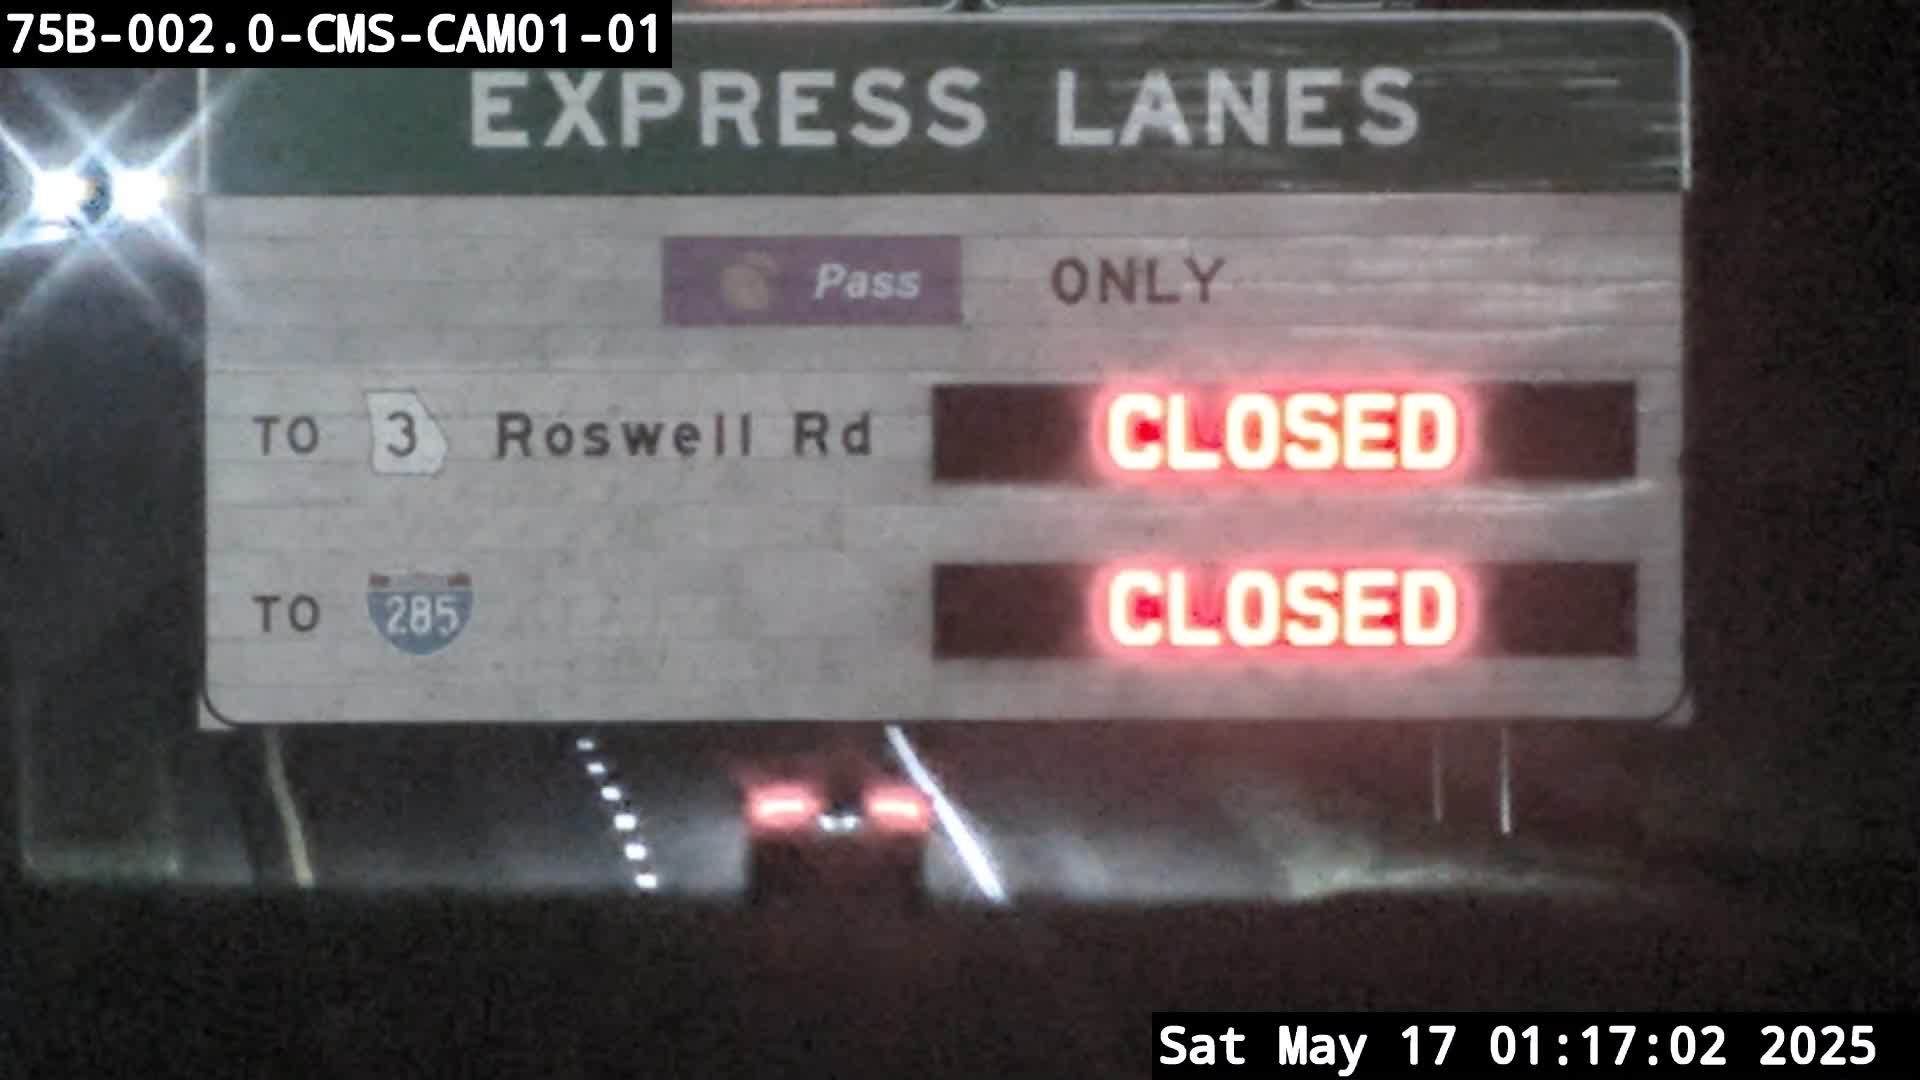 75B-002.0-CMS-CAM01-01
EXPRESS LANES
Pass ONLY
TO 3 Roswell Rd CLOSED
TO 285 CLOSED
Sat May 17 01:17:02 2025